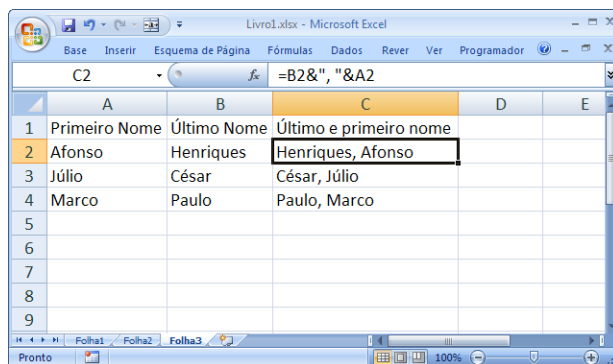 Livro1.xlsx - Microsoft Excel
Base Inserir Esquema de Página Fórmulas Dados Rever Ver Programador
C2 fx =B2&", "&A2
A B C D E
1 Primeiro Nome Último Nome Último e primeiro nome
2 Afonso Henriques Henriques, Afonso
3 Júlio César César, Júlio
4 Marco Paulo Paulo, Marco
5
6
7
8
9
Folha1 Folha2 Folha3
Pronto 100%